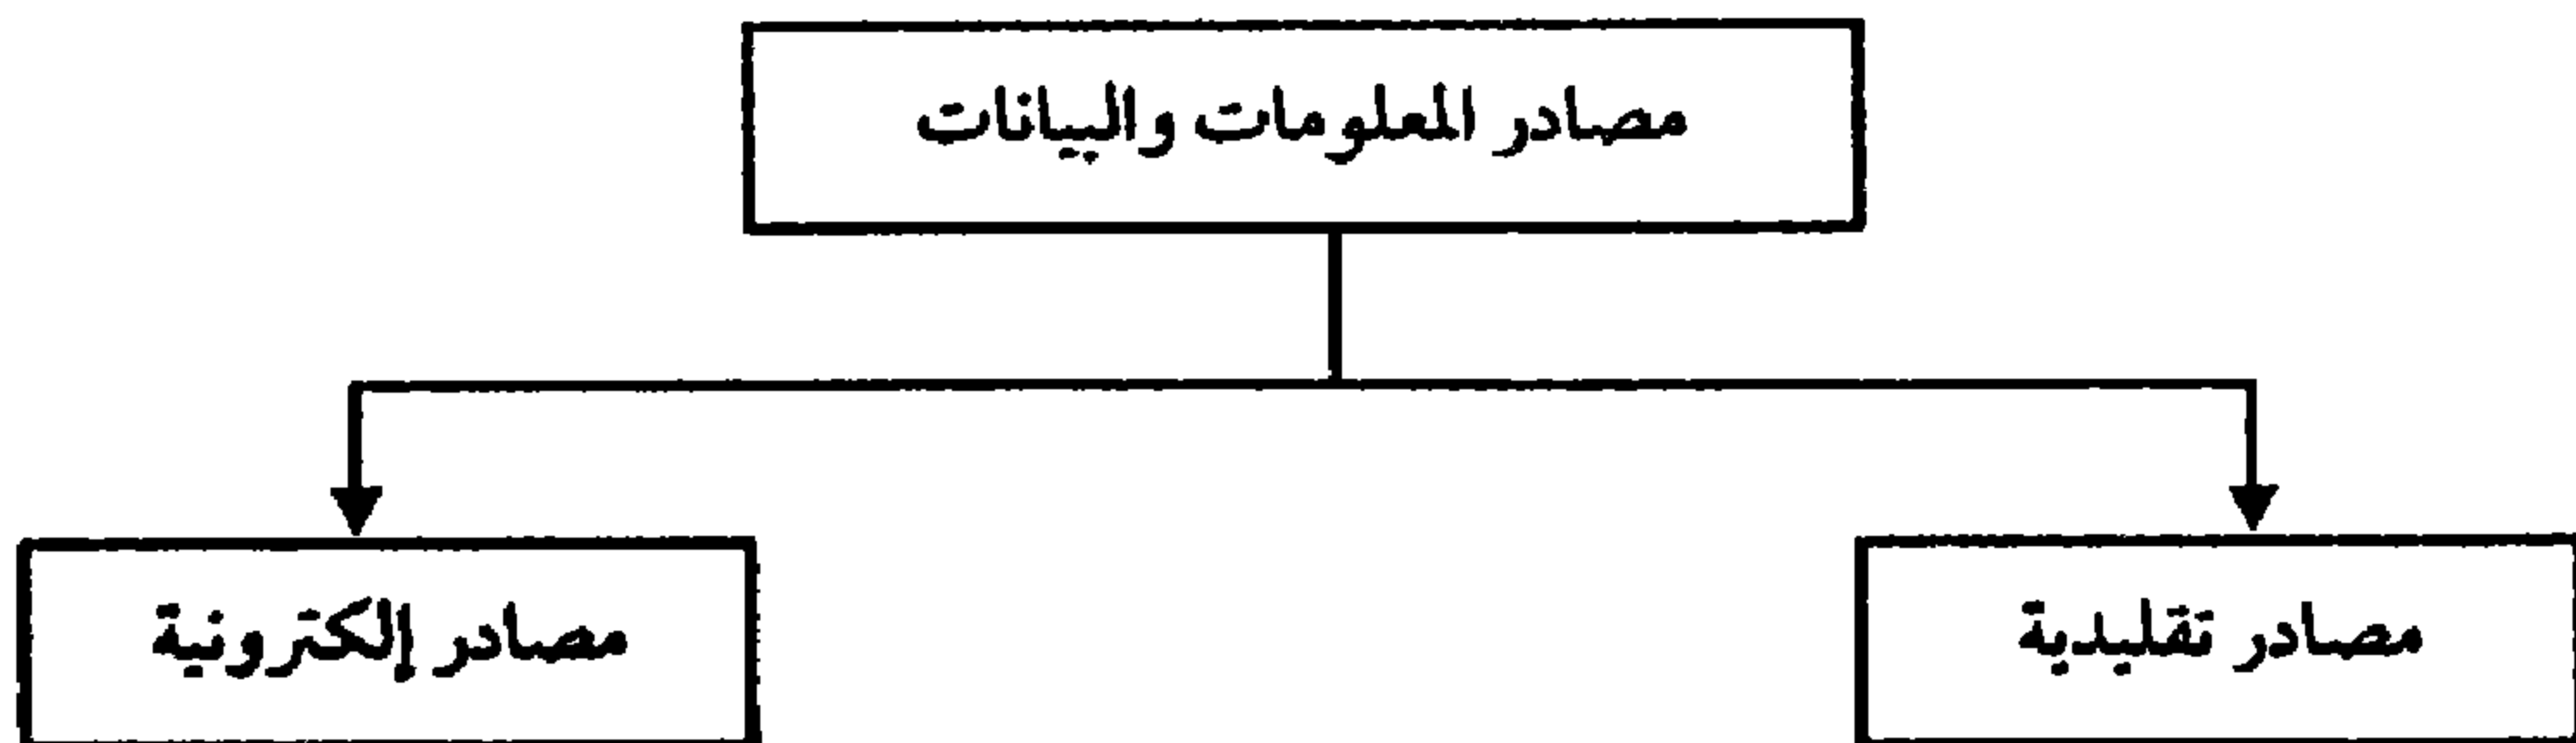 مصادر المعلومات والبيانات
مصادر تقليدية
مصادر إلكترونية